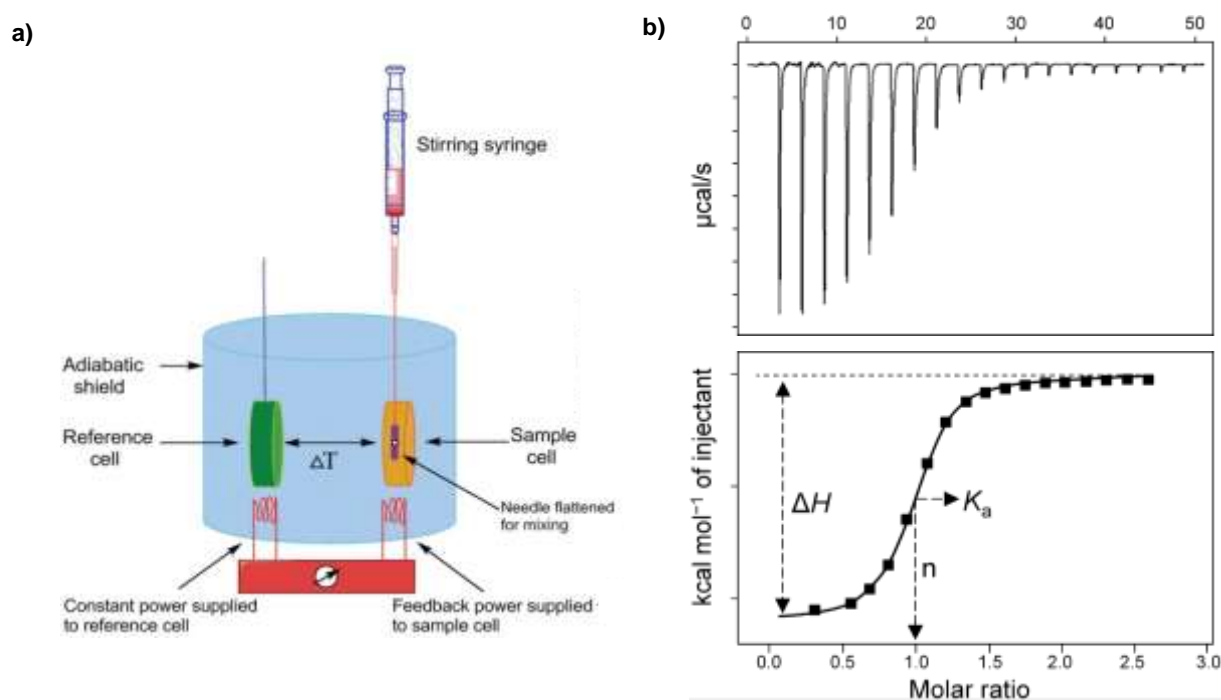 a)
Stirring syringe
Adiabatic
shield
Reference
cell
ΔT
Sample
cell
Needle flattened
for mixing
Constant power supplied
to reference cell
Feedback power supplied
to sample cell
b)
0 10 20 30 40 50
µcal/s
kcal mol⁻¹ of injectant
ΔH
Kₐ
n
0.0 0.5 1.0 1.5 2.0 2.5 3.0
Molar ratio